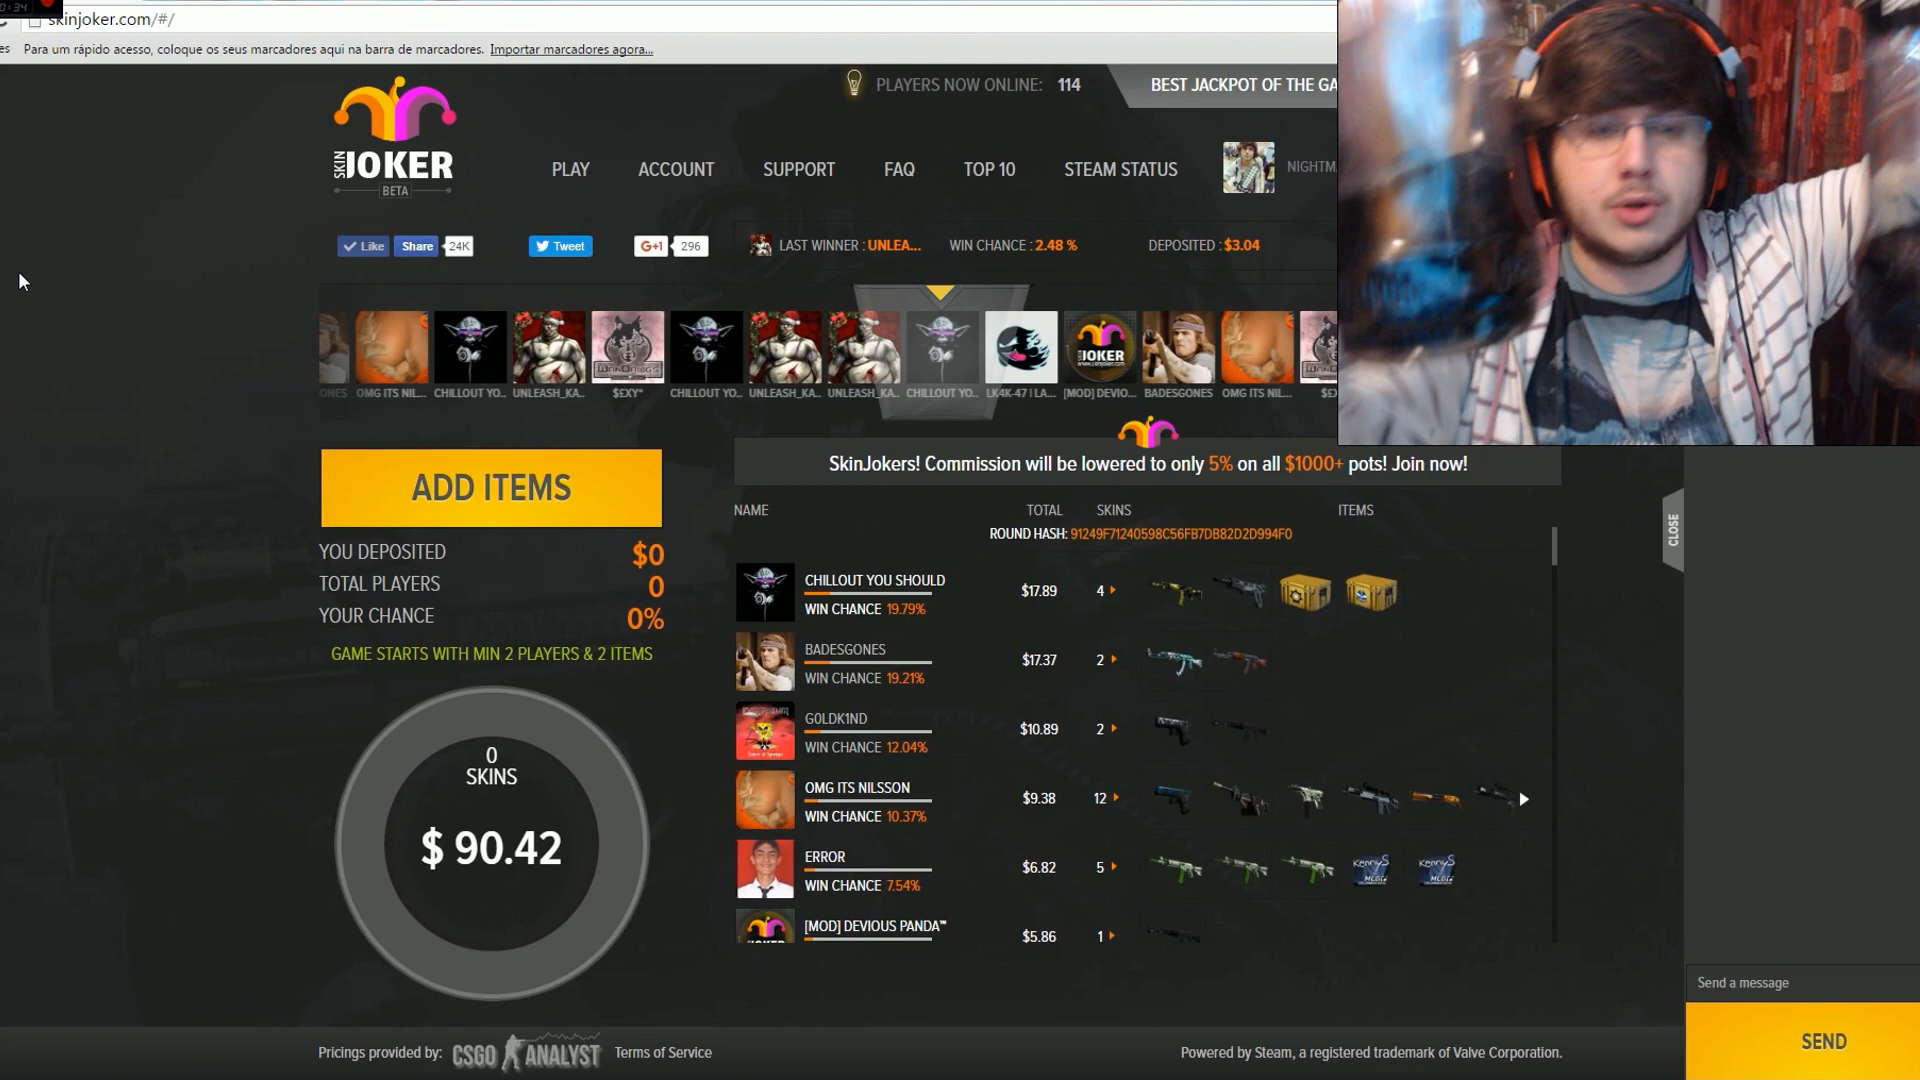 0:34
skinjoker.com/#/
es Para um rápido acesso, coloque os seus marcadores aqui na barra de marcadores. Importar marcadores agora...
PLAYERS NOW ONLINE: 114
BEST JACKPOT OF THE GA
SKIN JOKER
BETA
PLAY ACCOUNT SUPPORT FAQ TOP 10 STEAM STATUS
NIGHTM
Like Share 24K
Tweet
G+1 296
LAST WINNER : UNLEA... WIN CHANCE : 2.48 % DEPOSITED : $3.04
ONES OMG ITS NIL... CHILLOUT YO.. UNLEASH_KA.. $EXY* CHILLOUT YO.. UNLEASH_KA.. UNLEASH_KA.. CHILLOUT YO.. LK4K-47 | LA... [MOD] DEVIO... BADESGONES OMG ITS NIL... $EX
SkinJokers! Commission will be lowered to only 5% on all $1000+ pots! Join now!
ADD ITEMS
YOU DEPOSITED $0
TOTAL PLAYERS 0
YOUR CHANCE 0%
GAME STARTS WITH MIN 2 PLAYERS & 2 ITEMS
0
SKINS
$ 90.42
NAME TOTAL SKINS ITEMS
ROUND HASH: 91249F71240598C56FB7DB82D2D994F0
CHILLOUT YOU SHOULD
WIN CHANCE 19.79%
$17.89 4
BADESGONES
WIN CHANCE 19.21%
$17.37 2
G0LDK1ND
WIN CHANCE 12.04%
$10.89 2
OMG ITS NILSSON
WIN CHANCE 10.37%
$9.38 12
ERROR
WIN CHANCE 7.54%
$6.82 5
[MOD] DEVIOUS PANDA™
$5.86 1
CLOSE
Send a message
SEND
Pricings provided by: CSGO ANALYST Terms of Service
Powered by Steam, a registered trademark of Valve Corporation.